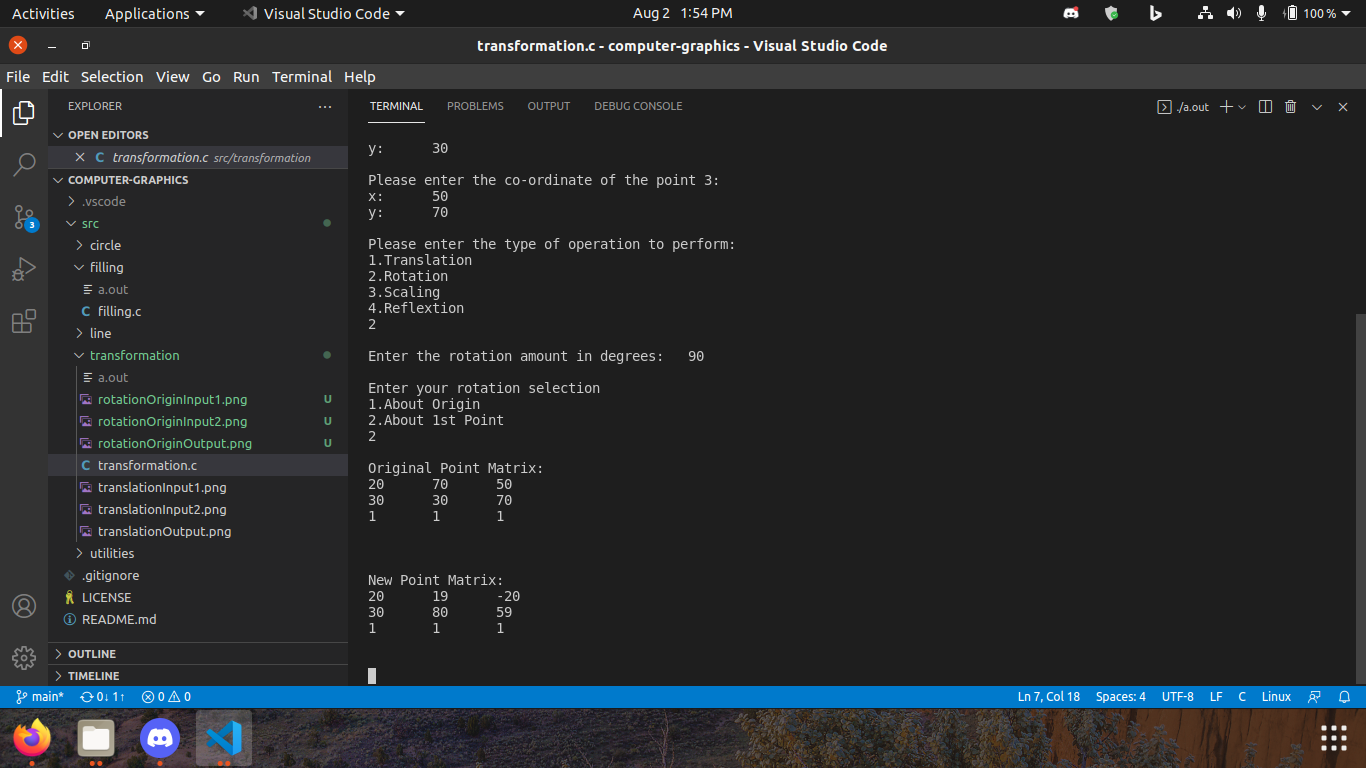 Activities Applications Visual Studio Code Aug 2 1:54 PM 100 %
transformation.c - computer-graphics - Visual Studio Code
File Edit Selection View Go Run Terminal Help
EXPLORER
OPEN EDITORS
transformation.c src/transformation
COMPUTER-GRAPHICS
.vscode
src
circle
filling
a.out
C filling.c
line
transformation
a.out
rotationOriginInput1.png U
rotationOriginInput2.png U
rotationOriginOutput.png U
C transformation.c
translationInput1.png
translationInput2.png
translationOutput.png
utilities
.gitignore
LICENSE
README.md
OUTLINE
TIMELINE
3
TERMINAL PROBLEMS OUTPUT DEBUG CONSOLE ./a.out
y: 30
Please enter the co-ordinate of the point 3:
x: 50
y: 70
Please enter the type of operation to perform:
1.Translation
2.Rotation
3.Scaling
4.Reflextion
2
Enter the rotation amount in degrees: 90
Enter your rotation selection
1.About Origin
2.About 1st Point
2
Original Point Matrix:
20 70 50
30 30 70
1 1 1
New Point Matrix:
20 19 -20
30 80 59
1 1 1
main* 0↓ 1↑ 0 0 Ln 7, Col 18 Spaces: 4 UTF-8 LF C Linux